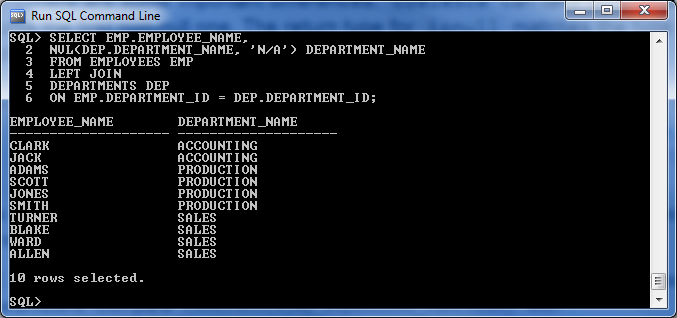 Run SQL Command Line
SQL> SELECT EMP.EMPLOYEE_NAME,
2 NVL(DEP.DEPARTMENT_NAME, 'N/A') DEPARTMENT_NAME
3 FROM EMPLOYEES EMP
4 LEFT JOIN
5 DEPARTMENTS DEP
6 ON EMP.DEPARTMENT_ID = DEP.DEPARTMENT_ID;
EMPLOYEE_NAME DEPARTMENT_NAME
-------------------- --------------------
CLARK ACCOUNTING
JACK ACCOUNTING
ADAMS PRODUCTION
SCOTT PRODUCTION
JONES PRODUCTION
SMITH PRODUCTION
TURNER SALES
BLAKE SALES
WARD SALES
ALLEN SALES
10 rows selected.
SQL>